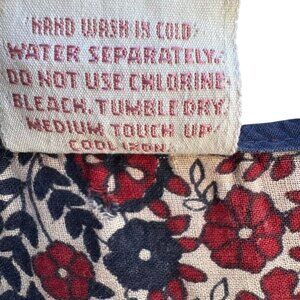 HAND WASH IN COLD
WATER SEPARATELY.
DO NOT USE CHLORINE
BLEACH. TUMBLE DRY.
MEDIUM TOUCH UP
COOL IRON.